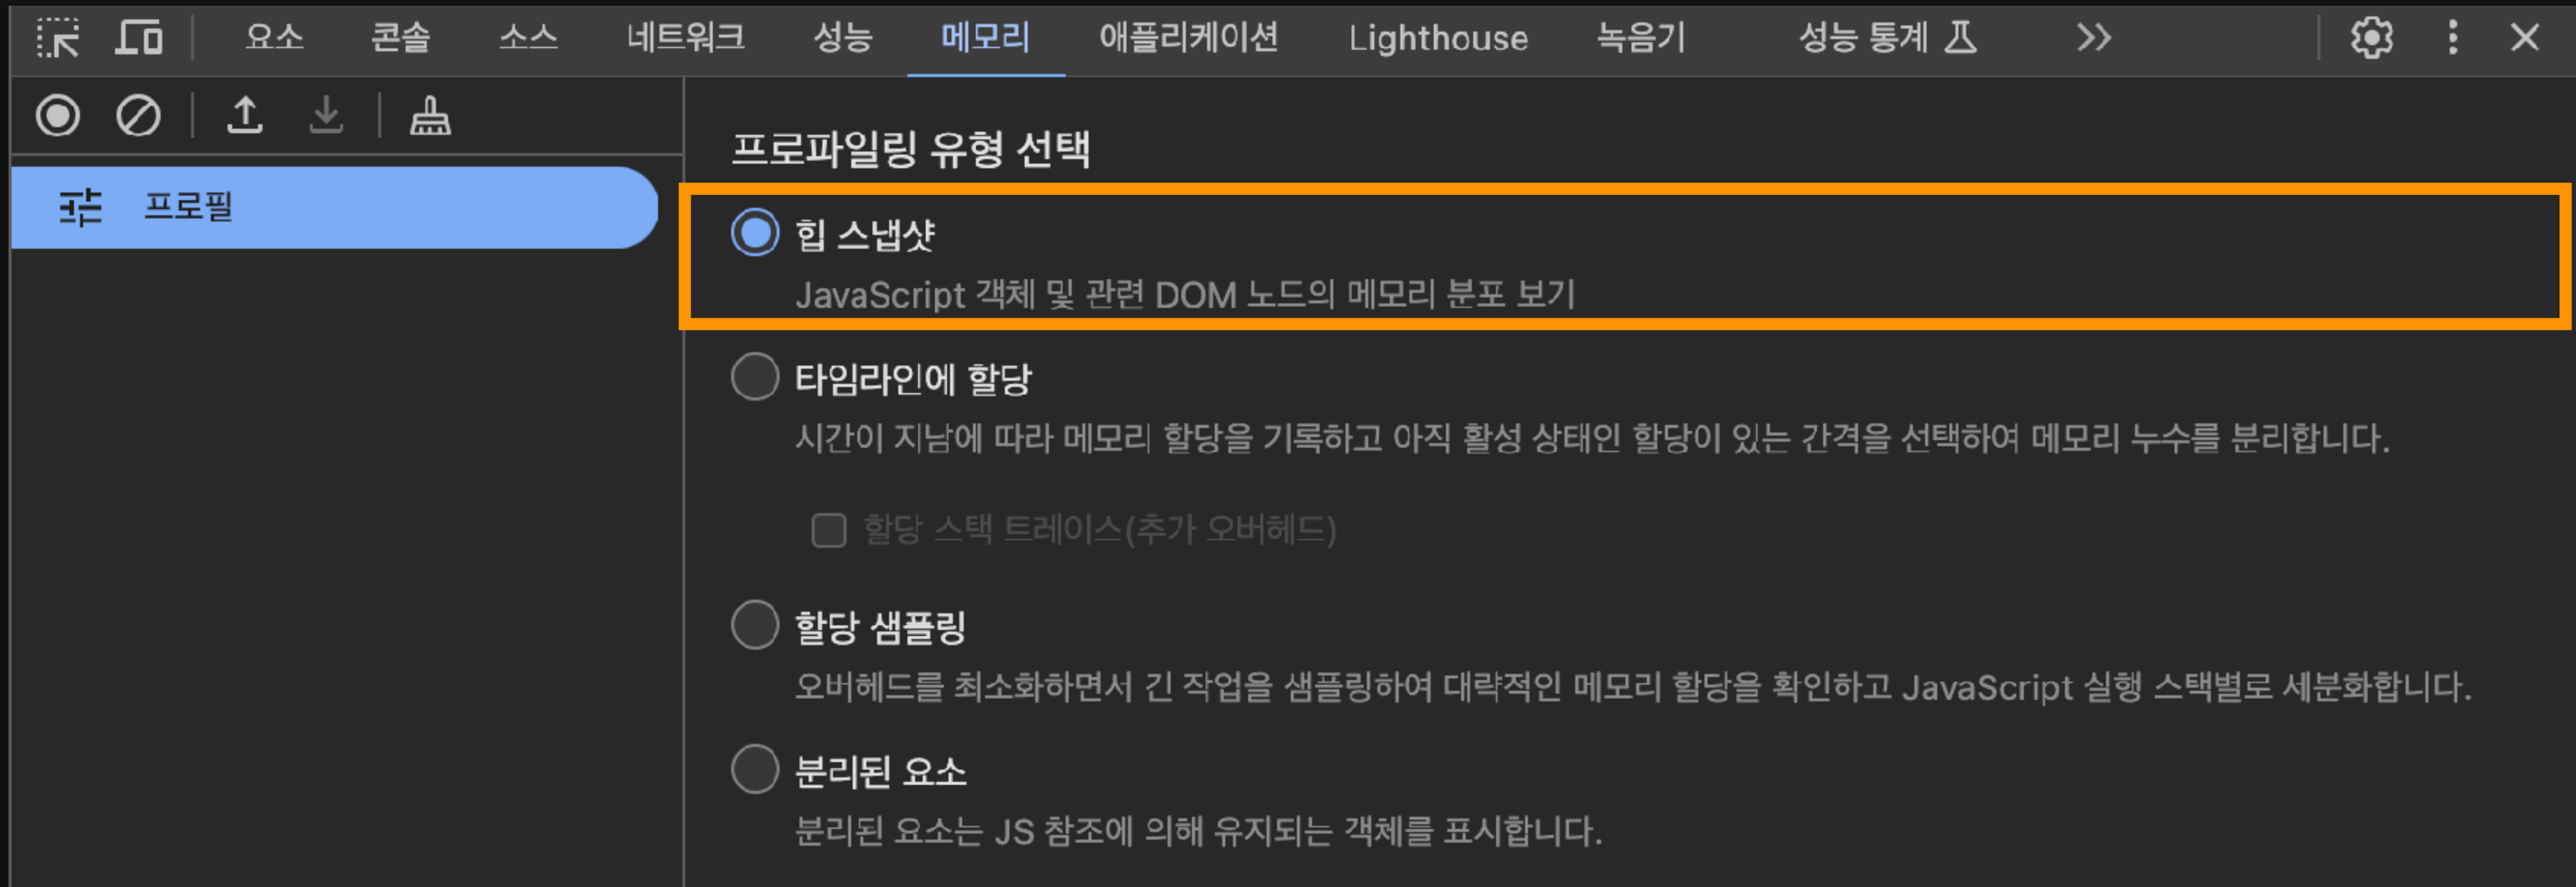 요소 콘솔 소스 네트워크 성능 메모리 애플리케이션 Lighthouse 녹음기 성능 통계
프로필
프로파일링 유형 선택
힙 스냅샷
JavaScript 객체 및 관련 DOM 노드의 메모리 분포 보기
타임라인에 할당
시간이 지남에 따라 메모리 할당을 기록하고 아직 활성 상태인 할당이 있는 간격을 선택하여 메모리 누수를 분리합니다.
할당 스택 트레이스(추가 오버헤드)
할당 샘플링
오버헤드를 최소화하면서 긴 작업을 샘플링하여 대략적인 메모리 할당을 확인하고 JavaScript 실행 스택별로 세분화합니다.
분리된 요소
분리된 요소는 JS 참조에 의해 유지되는 객체를 표시합니다.